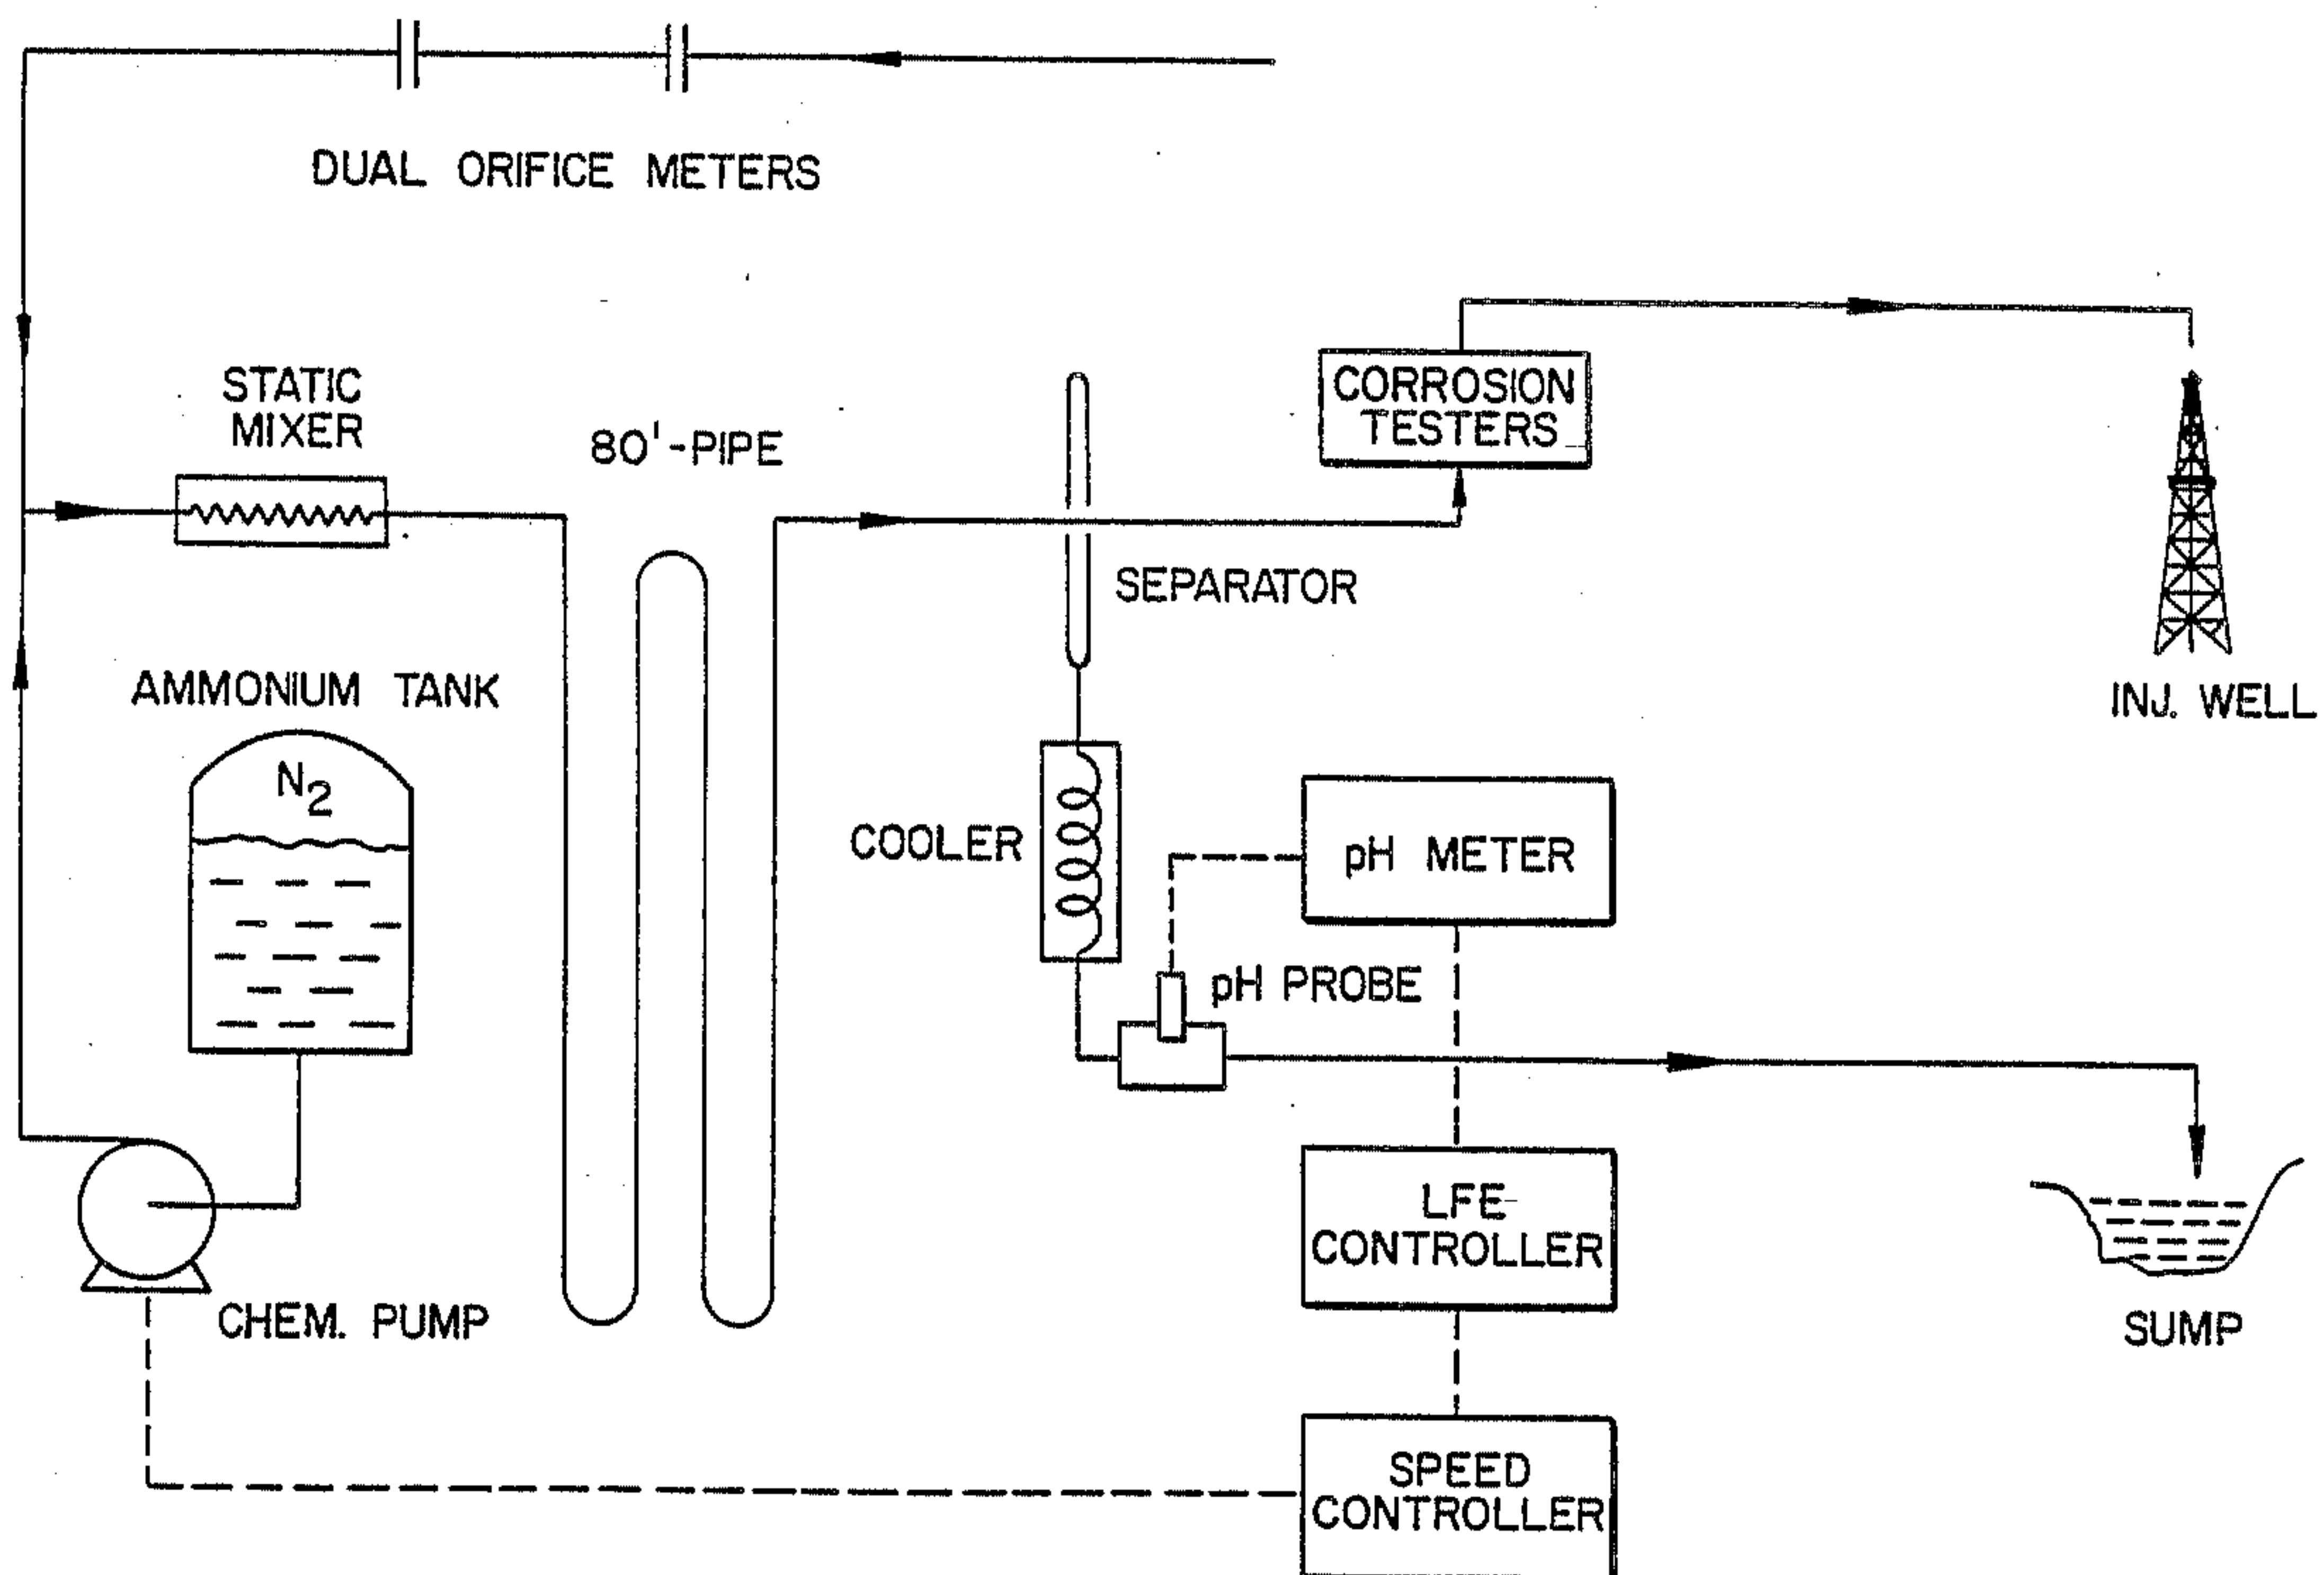 DUAL ORIFICE METERS
STATIC
MIXER
80'-PIPE
CORROSION
TESTERS
SEPARATOR
AMMONIUM TANK
N2
INJ. WELL
COOLER
pH METER
pH PROBE
LFE
CONTROLLER
CHEM. PUMP
SUMP
SPEED
CONTROLLER